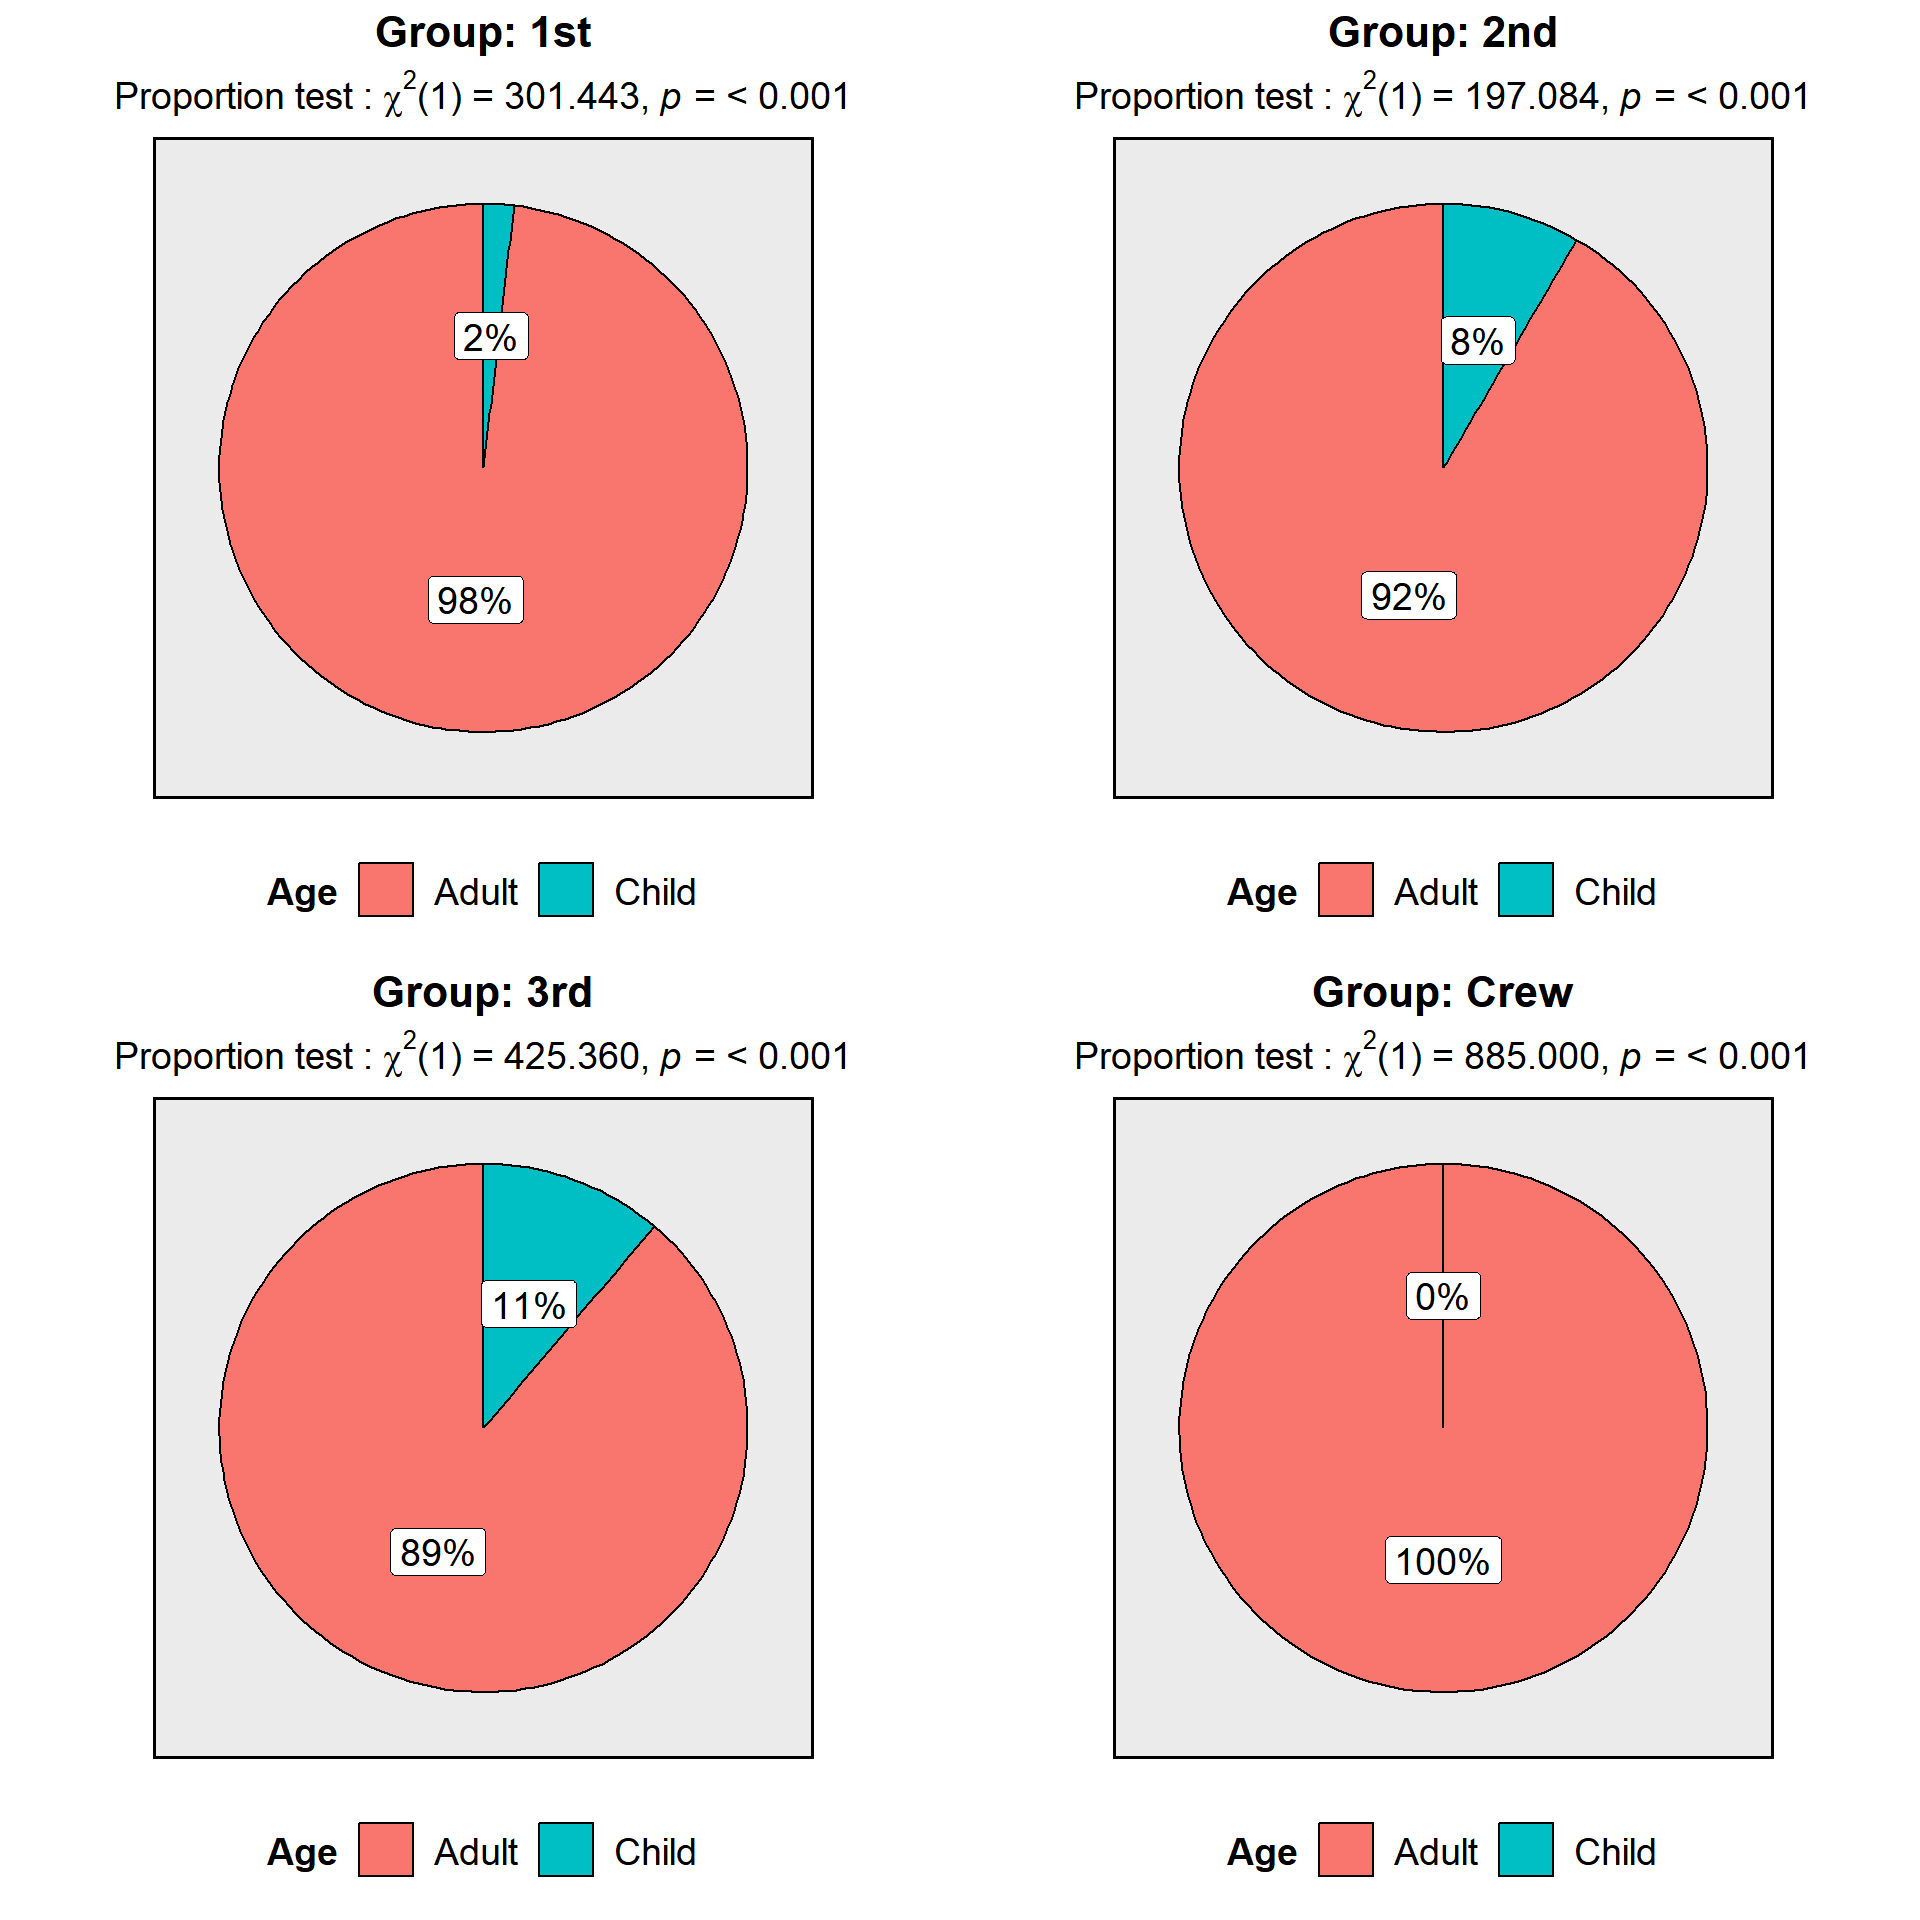 Group: 1st
Proportion test : χ²(1) = 301.443, p = < 0.001
2%
98%
Age Adult Child
Group: 2nd
Proportion test : χ²(1) = 197.084, p = < 0.001
8%
92%
Age Adult Child
Group: 3rd
Proportion test : χ²(1) = 425.360, p = < 0.001
11%
89%
Age Adult Child
Group: Crew
Proportion test : χ²(1) = 885.000, p = < 0.001
0%
100%
Age Adult Child